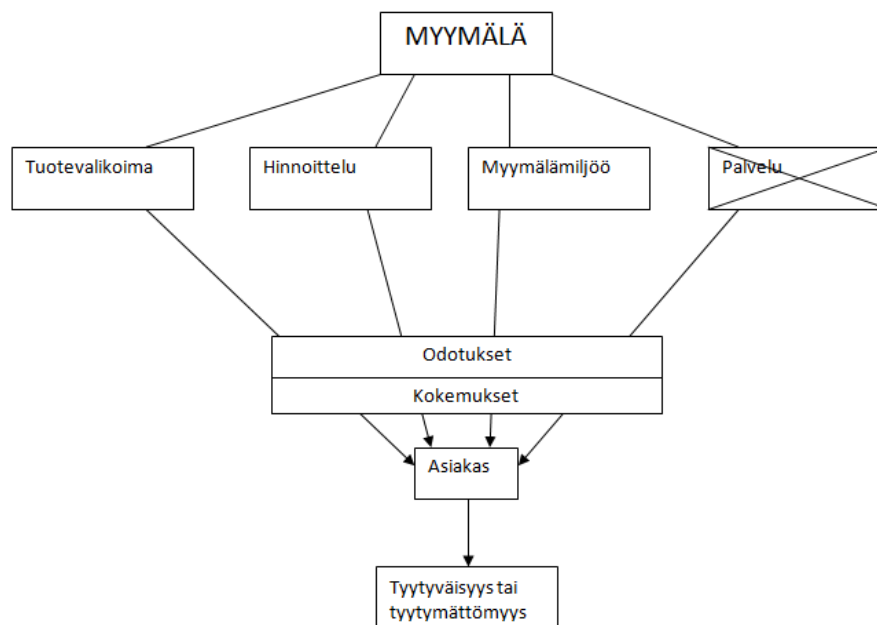 MYYMÄLÄ
Tuotevalikoima
Hinnoittelu
Myymälämiljöö
Palvelu
Odotukset
Kokemukset
Asiakas
Tyytyväisyys tai
tyytymättömyys